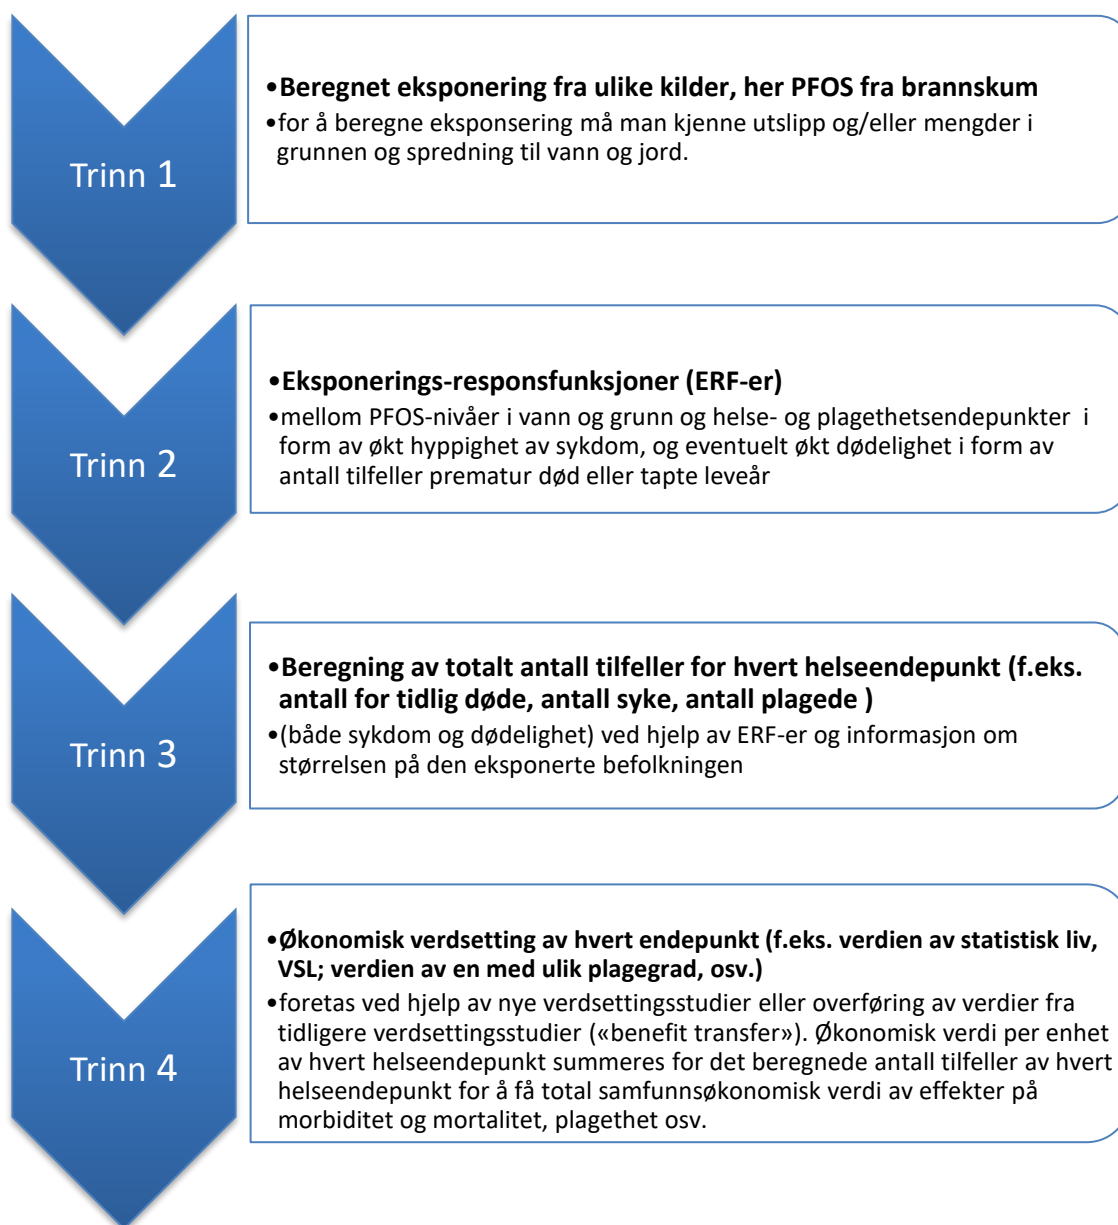 Trinn 1
•Beregnet eksponering fra ulike kilder, her PFOS fra brannskum
•for å beregne eksponsering må man kjenne utslipp og/eller mengder i
grunnen og spredning til vann og jord.
Trinn 2
•Eksponerings-responsfunksjoner (ERF-er)
•mellom PFOS-nivåer i vann og grunn og helse- og plagethetsendepunkter i
form av økt hyppighet av sykdom, og eventuelt økt dødelighet i form av
antall tilfeller prematur død eller tapte leveår
Trinn 3
•Beregning av totalt antall tilfeller for hvert helseendepunkt (f.eks.
antall for tidlig døde, antall syke, antall plagede )
•(både sykdom og dødelighet) ved hjelp av ERF-er og informasjon om
størrelsen på den eksponerte befolkningen
Trinn 4
•Økonomisk verdsetting av hvert endepunkt (f.eks. verdien av statistisk liv,
VSL; verdien av en med ulik plagegrad, osv.)
•foretas ved hjelp av nye verdsettingsstudier eller overføring av verdier fra
tidligere verdsettingsstudier («benefit transfer»). Økonomisk verdi per enhet
av hvert helseendepunkt summeres for det beregnede antall tilfeller av hvert
helseendepunkt for å få total samfunnsøkonomisk verdi av effekter på
morbiditet og mortalitet, plagethet osv.